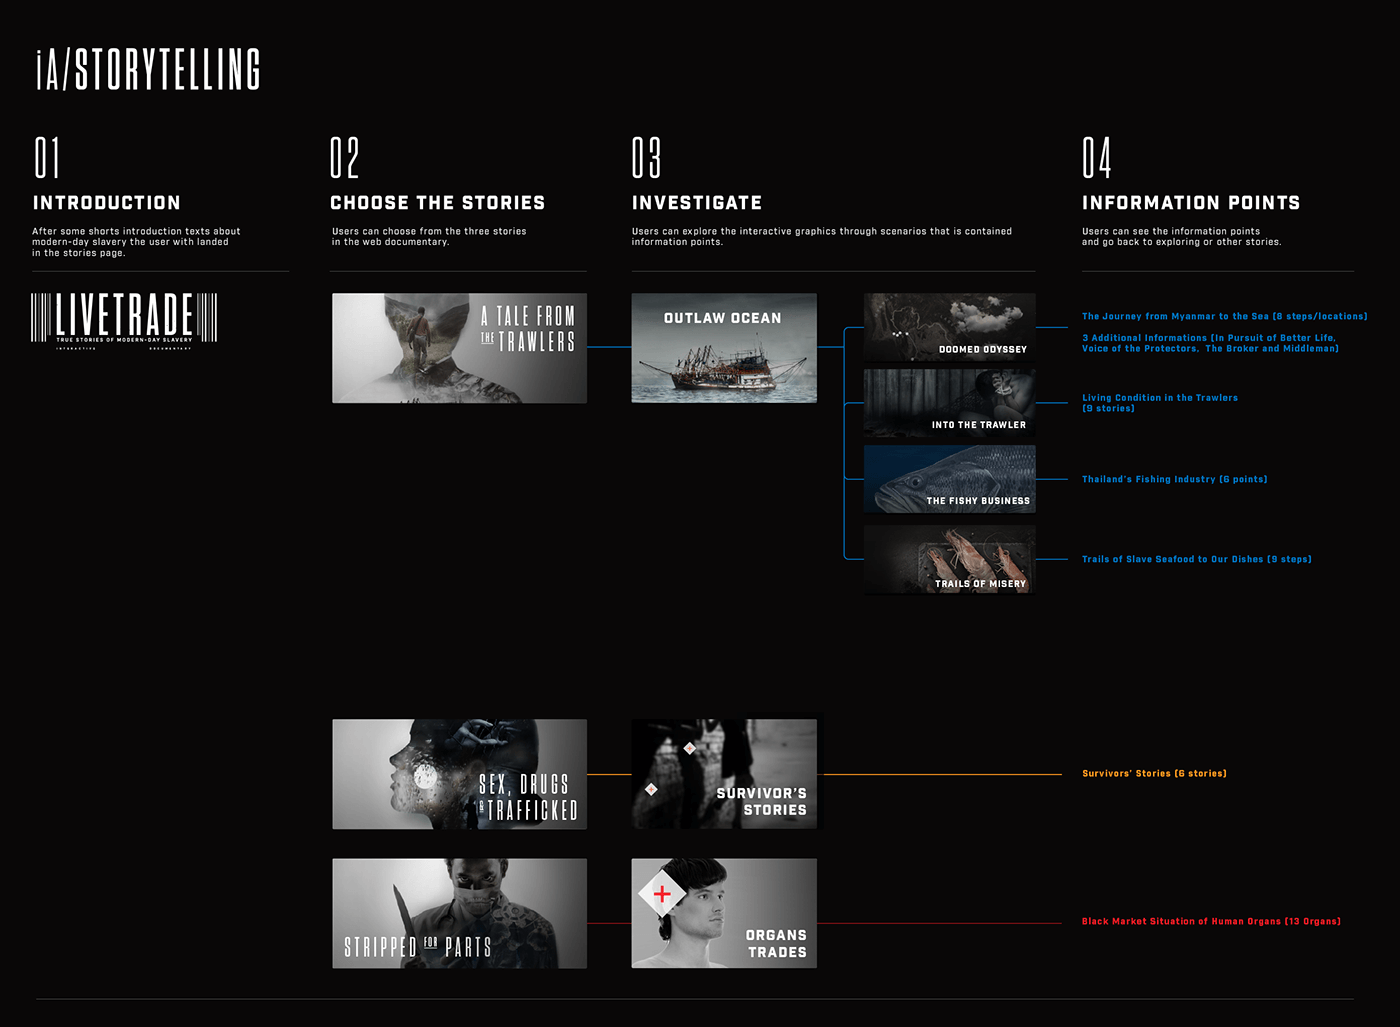 iA/STORYTELLING
01
INTRODUCTION
After some shorts introduction texts about
modern-day slavery the user with landed
in the stories page.
LIVETRADE
TRUE STORIES OF MODERN-DAY SLAVERY
INTERACTIVE DOCUMENTARY
02
CHOOSE THE STORIES
Users can choose from the three stories
in the web documentary.
A TALE FROM
THE TRAWLERS
SEX, DRUGS
& TRAFFICKED
STRIPPED FOR PARTS
03
INVESTIGATE
Users can explore the interactive graphics through scenarios that is contained
information points.
OUTLAW OCEAN
DOOMED ODYSSEY
INTO THE TRAWLER
THE FISHY BUSINESS
TRAILS OF MISERY
SURVIVOR'S
STORIES
ORGANS
TRADES
04
INFORMATION POINTS
Users can see the information points
and go back to exploring or other stories.
The Journey from Myanmar to the Sea (8 steps/locations)
3 Additional Informations (In Pursuit of Better Life,
Voice of the Protectors, The Broker and Middleman)
Living Condition in the Trawlers
(9 stories)
Thailand's Fishing Industry (6 points)
Trails of Slave Seafood to Our Dishes (9 steps)
Survivors' Stories (6 stories)
Black Market Situation of Human Organs (13 Organs)